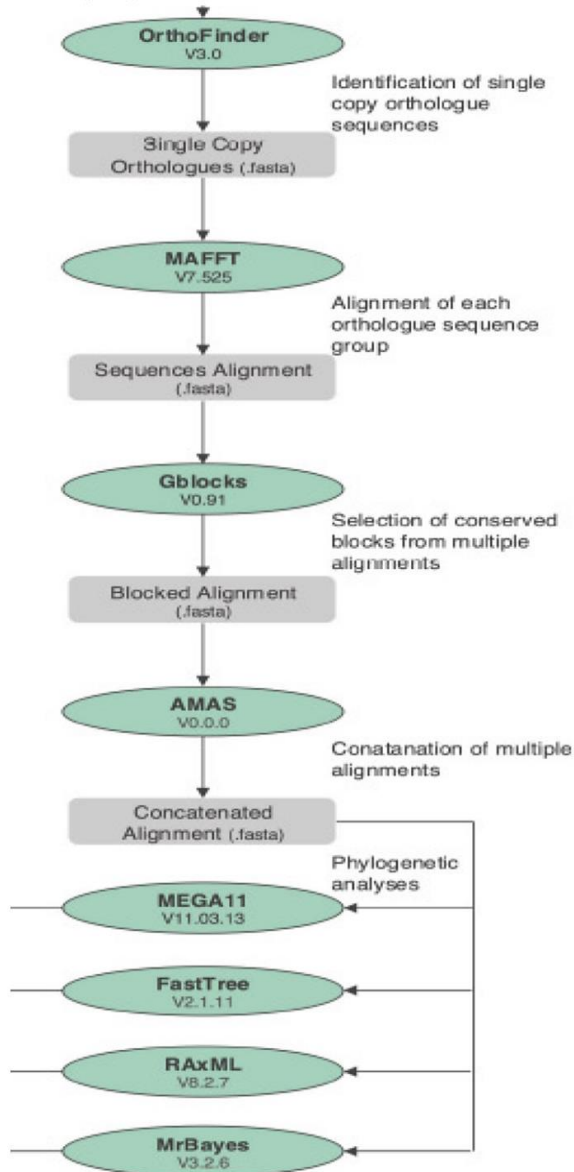 OrthoFinder
V3.0
Identification of single
copy orthologue
sequences
Single Copy
Orthologues (.fasta)
MAFFT
V7.525
Alignment of each
orthologue sequence
group
Sequences Alignment
(.fasta)
Gblocks
V0.91
Selection of conserved
blocks from multiple
alignments
Blocked Alignment
(.fasta)
AMAS
V0.0.0
Conatanation of multiple
alignments
Concatenated
Alignment (.fasta)
Phylogenetic
analyses
MEGA11
V11.03.13
FastTree
V2.1.11
RAxML
V8.2.7
MrBayes
V3.2.6